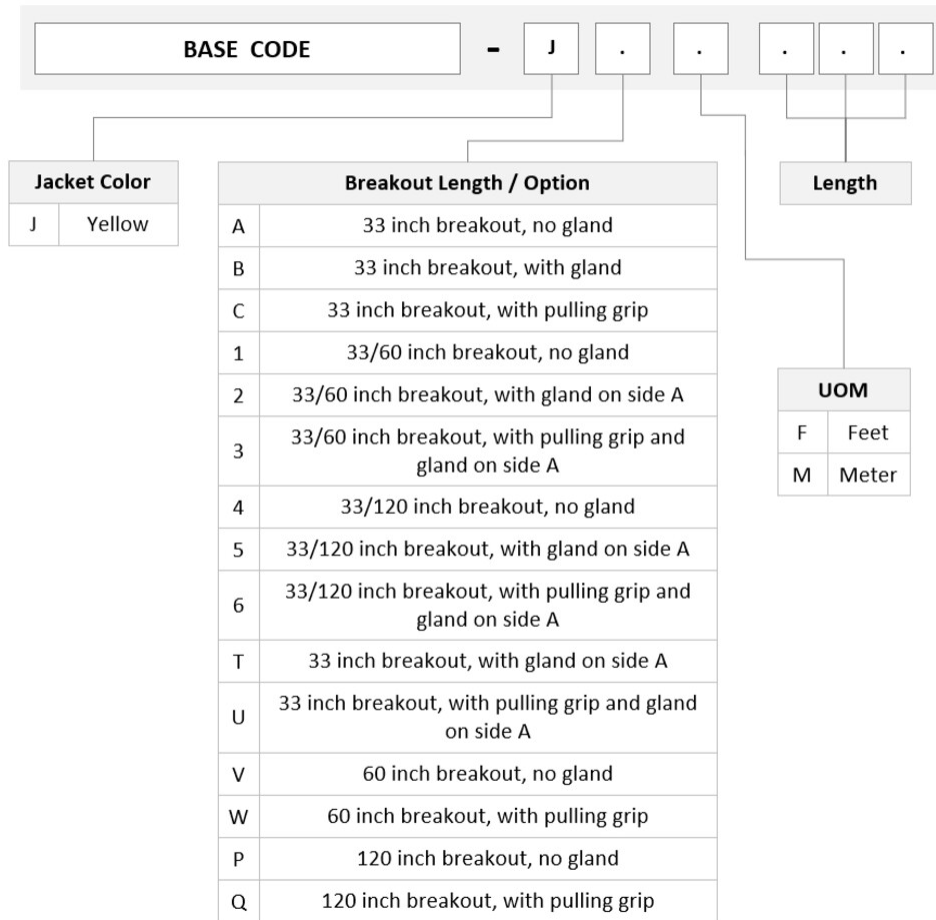 BASE CODE - J . . . . .
Jacket Color
J Yellow
Breakout Length / Option
A 33 inch breakout, no gland
B 33 inch breakout, with gland
C 33 inch breakout, with pulling grip
1 33/60 inch breakout, no gland
2 33/60 inch breakout, with gland on side A
3 33/60 inch breakout, with pulling grip and
gland on side A
4 33/120 inch breakout, no gland
5 33/120 inch breakout, with gland on side A
6 33/120 inch breakout, with pulling grip and
gland on side A
T 33 inch breakout, with gland on side A
U 33 inch breakout, with pulling grip and gland
on side A
V 60 inch breakout, no gland
W 60 inch breakout, with pulling grip
P 120 inch breakout, no gland
Q 120 inch breakout, with pulling grip
Length
UOM
F Feet
M Meter